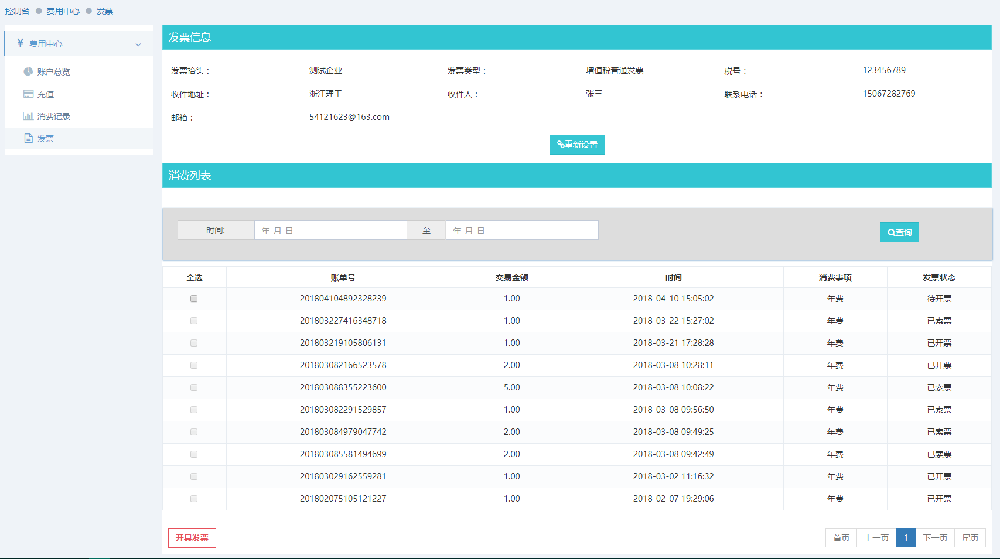 控制台 费用中心 发票
¥ 费用中心
账户总览
充值
消费记录
发票
发票信息
发票抬头： 测试企业 发票类型： 增值税普通发票 税号： 123456789
收件地址： 浙江理工 收件人： 张三 联系电话： 15067282769
邮箱： 54121623@163.com
重新设置
消费列表
时间: 年-月-日 至 年-月-日 查询
全选 账单号 交易金额 时间 消费事项 发票状态
201804104892328239 1.00 2018-04-10 15:05:02 年费 待开票
201803227416348718 1.00 2018-03-22 15:27:02 年费 已索票
201803219105806131 1.00 2018-03-21 17:28:28 年费 已开票
201803082166523578 2.00 2018-03-08 10:28:11 年费 已开票
201803088355223600 5.00 2018-03-08 10:08:22 年费 已索票
201803082291529857 1.00 2018-03-08 09:56:50 年费 已索票
201803084979047742 2.00 2018-03-08 09:49:25 年费 已索票
201803085581494699 2.00 2018-03-08 09:42:49 年费 已索票
201803029162559281 1.00 2018-03-02 11:16:32 年费 已开票
201802075105121227 1.00 2018-02-07 19:29:06 年费 已开票
开具发票 首页 上一页 1 下一页 尾页